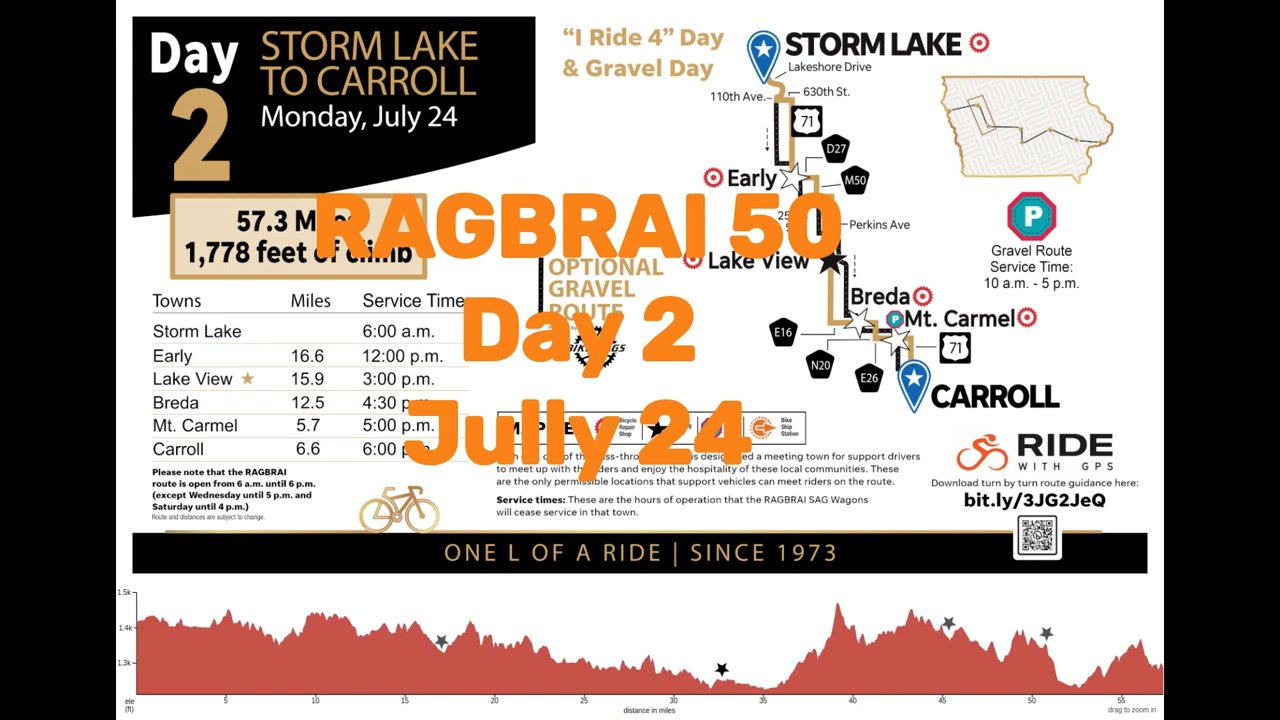 Day
2
STORM LAKE
TO CARROLL
Monday, July 24
"I Ride 4" Day
& Gravel Day
57.3
1,778 feet of climb
RAGBRAI 50
Day 2
Jully 24
Towns Miles Service Time
Storm Lake 6:00 a.m.
Early 16.6 12:00 p.m.
Lake View ★ 15.9 3:00 p.m.
Breda 12.5 4:30 p.m.
Mt. Carmel 5.7 5:00 p.m.
Carroll 6.6 6:00
Please note that the RAGBRAI
route is open from 6 a.m. until 6 p.m.
(except Wednesday until 5 p.m. and
Saturday until 4 p.m.)
Route and distances are subject to change.
STORM LAKE
Lakeshore Drive
110th Ave.
630th St.
71
D27
Early
M50
Perkins Ave
Lake View
OPTIONAL
GRAVEL
ROUTE
Breda
P
Mt. Carmel
E16
N20
E26
71
CARROLL
P
Gravel Route
Service Time:
10 a.m. - 5 p.m.
Bicycle
Repair
Shop
Bike
Ship
Station
designated a meeting town for support drivers
to meet up with the riders and enjoy the hospitality of these local communities. These
are the only permissible locations that support vehicles can meet riders on the route.
Service times: These are the hours of operation that the RAGBRAI SAG Wagons
will cease service in that town.
RIDE
WITH GPS
Download turn by turn route guidance here:
bit.ly/3JG2JeQ
ONE L OF A RIDE | SINCE 1973
1.5k
1.4k
1.3k
ele
(ft)
5 10 15 20 25 30 35 40 45 50 55
distance in miles
drag to zoom in